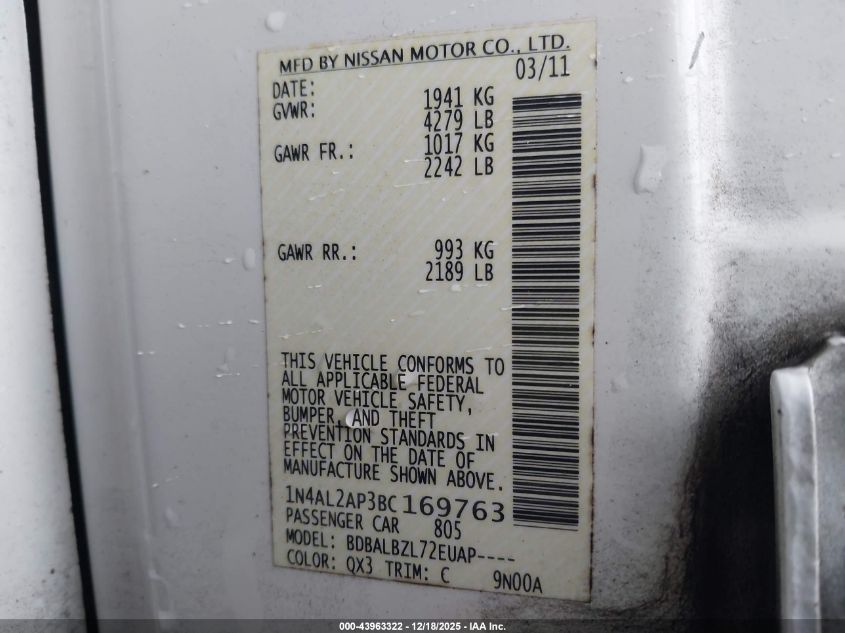 MFD BY NISSAN MOTOR CO., LTD.
DATE: 03/11
GVWR: 1941 KG
4279 LB
GAWR FR.: 1017 KG
2242 LB
GAWR RR.: 993 KG
2189 LB
THIS VEHICLE CONFORMS TO
ALL APPLICABLE FEDERAL
MOTOR VEHICLE SAFETY,
BUMPER, AND THEFT
PREVENTION STANDARDS IN
EFFECT ON THE DATE OF
MANUFACTURE SHOWN ABOVE.
1N4AL2AP3BC169763
PASSENGER CAR 805
MODEL: BDBALBZL72EUAP----
COLOR: QX3 TRIM: C 9N00A
000-43963322 - 12/18/2025 - IAA Inc.